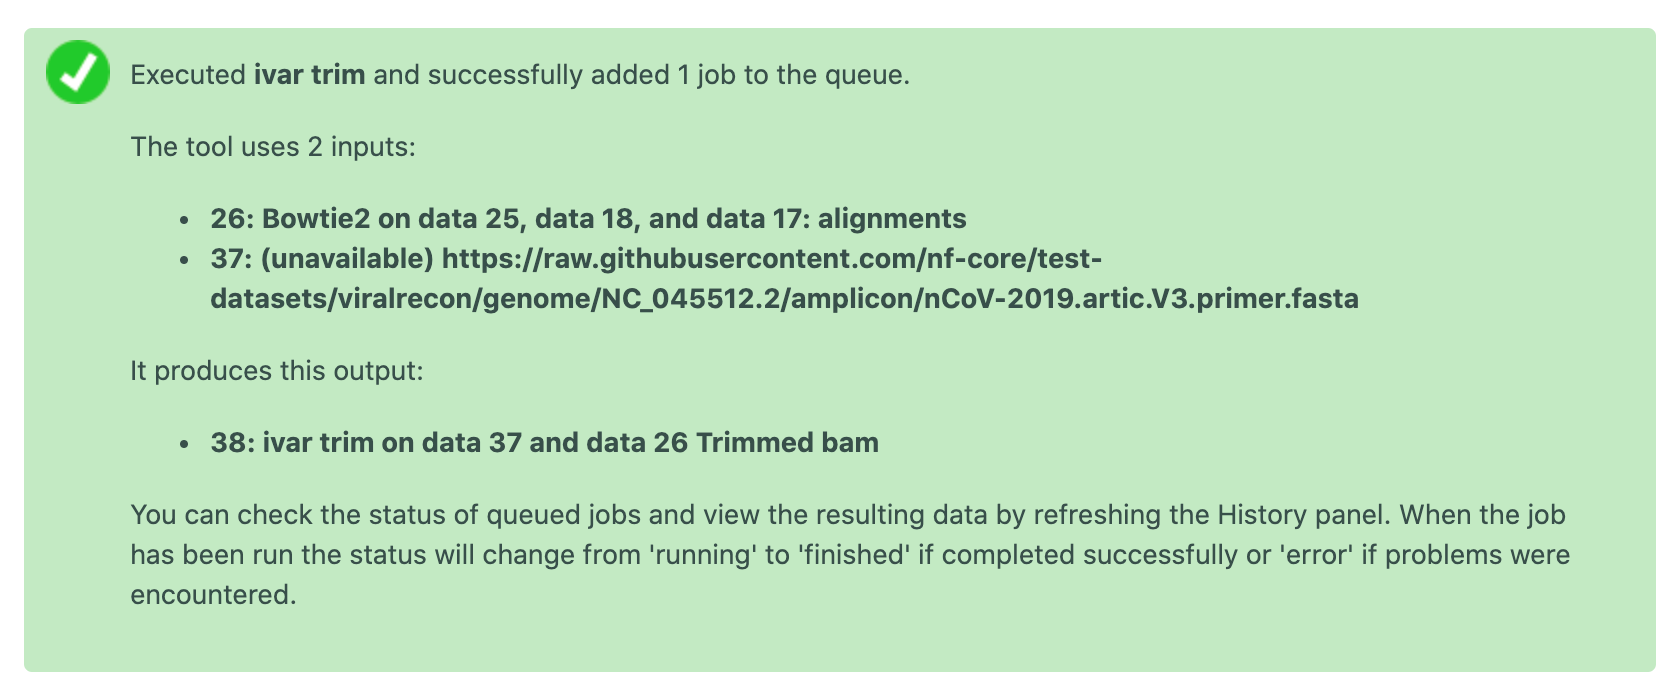 Executed ivar trim and successfully added 1 job to the queue.
The tool uses 2 inputs:
• 26: Bowtie2 on data 25, data 18, and data 17: alignments
• 37: (unavailable) https://raw.githubusercontent.com/nf-core/test-
datasets/viralrecon/genome/NC_045512.2/amplicon/nCoV-2019.artic.V3.primer.fasta
It produces this output:
• 38: ivar trim on data 37 and data 26 Trimmed bam
You can check the status of queued jobs and view the resulting data by refreshing the History panel. When the job
has been run the status will change from 'running' to 'finished' if completed successfully or 'error' if problems were
encountered.